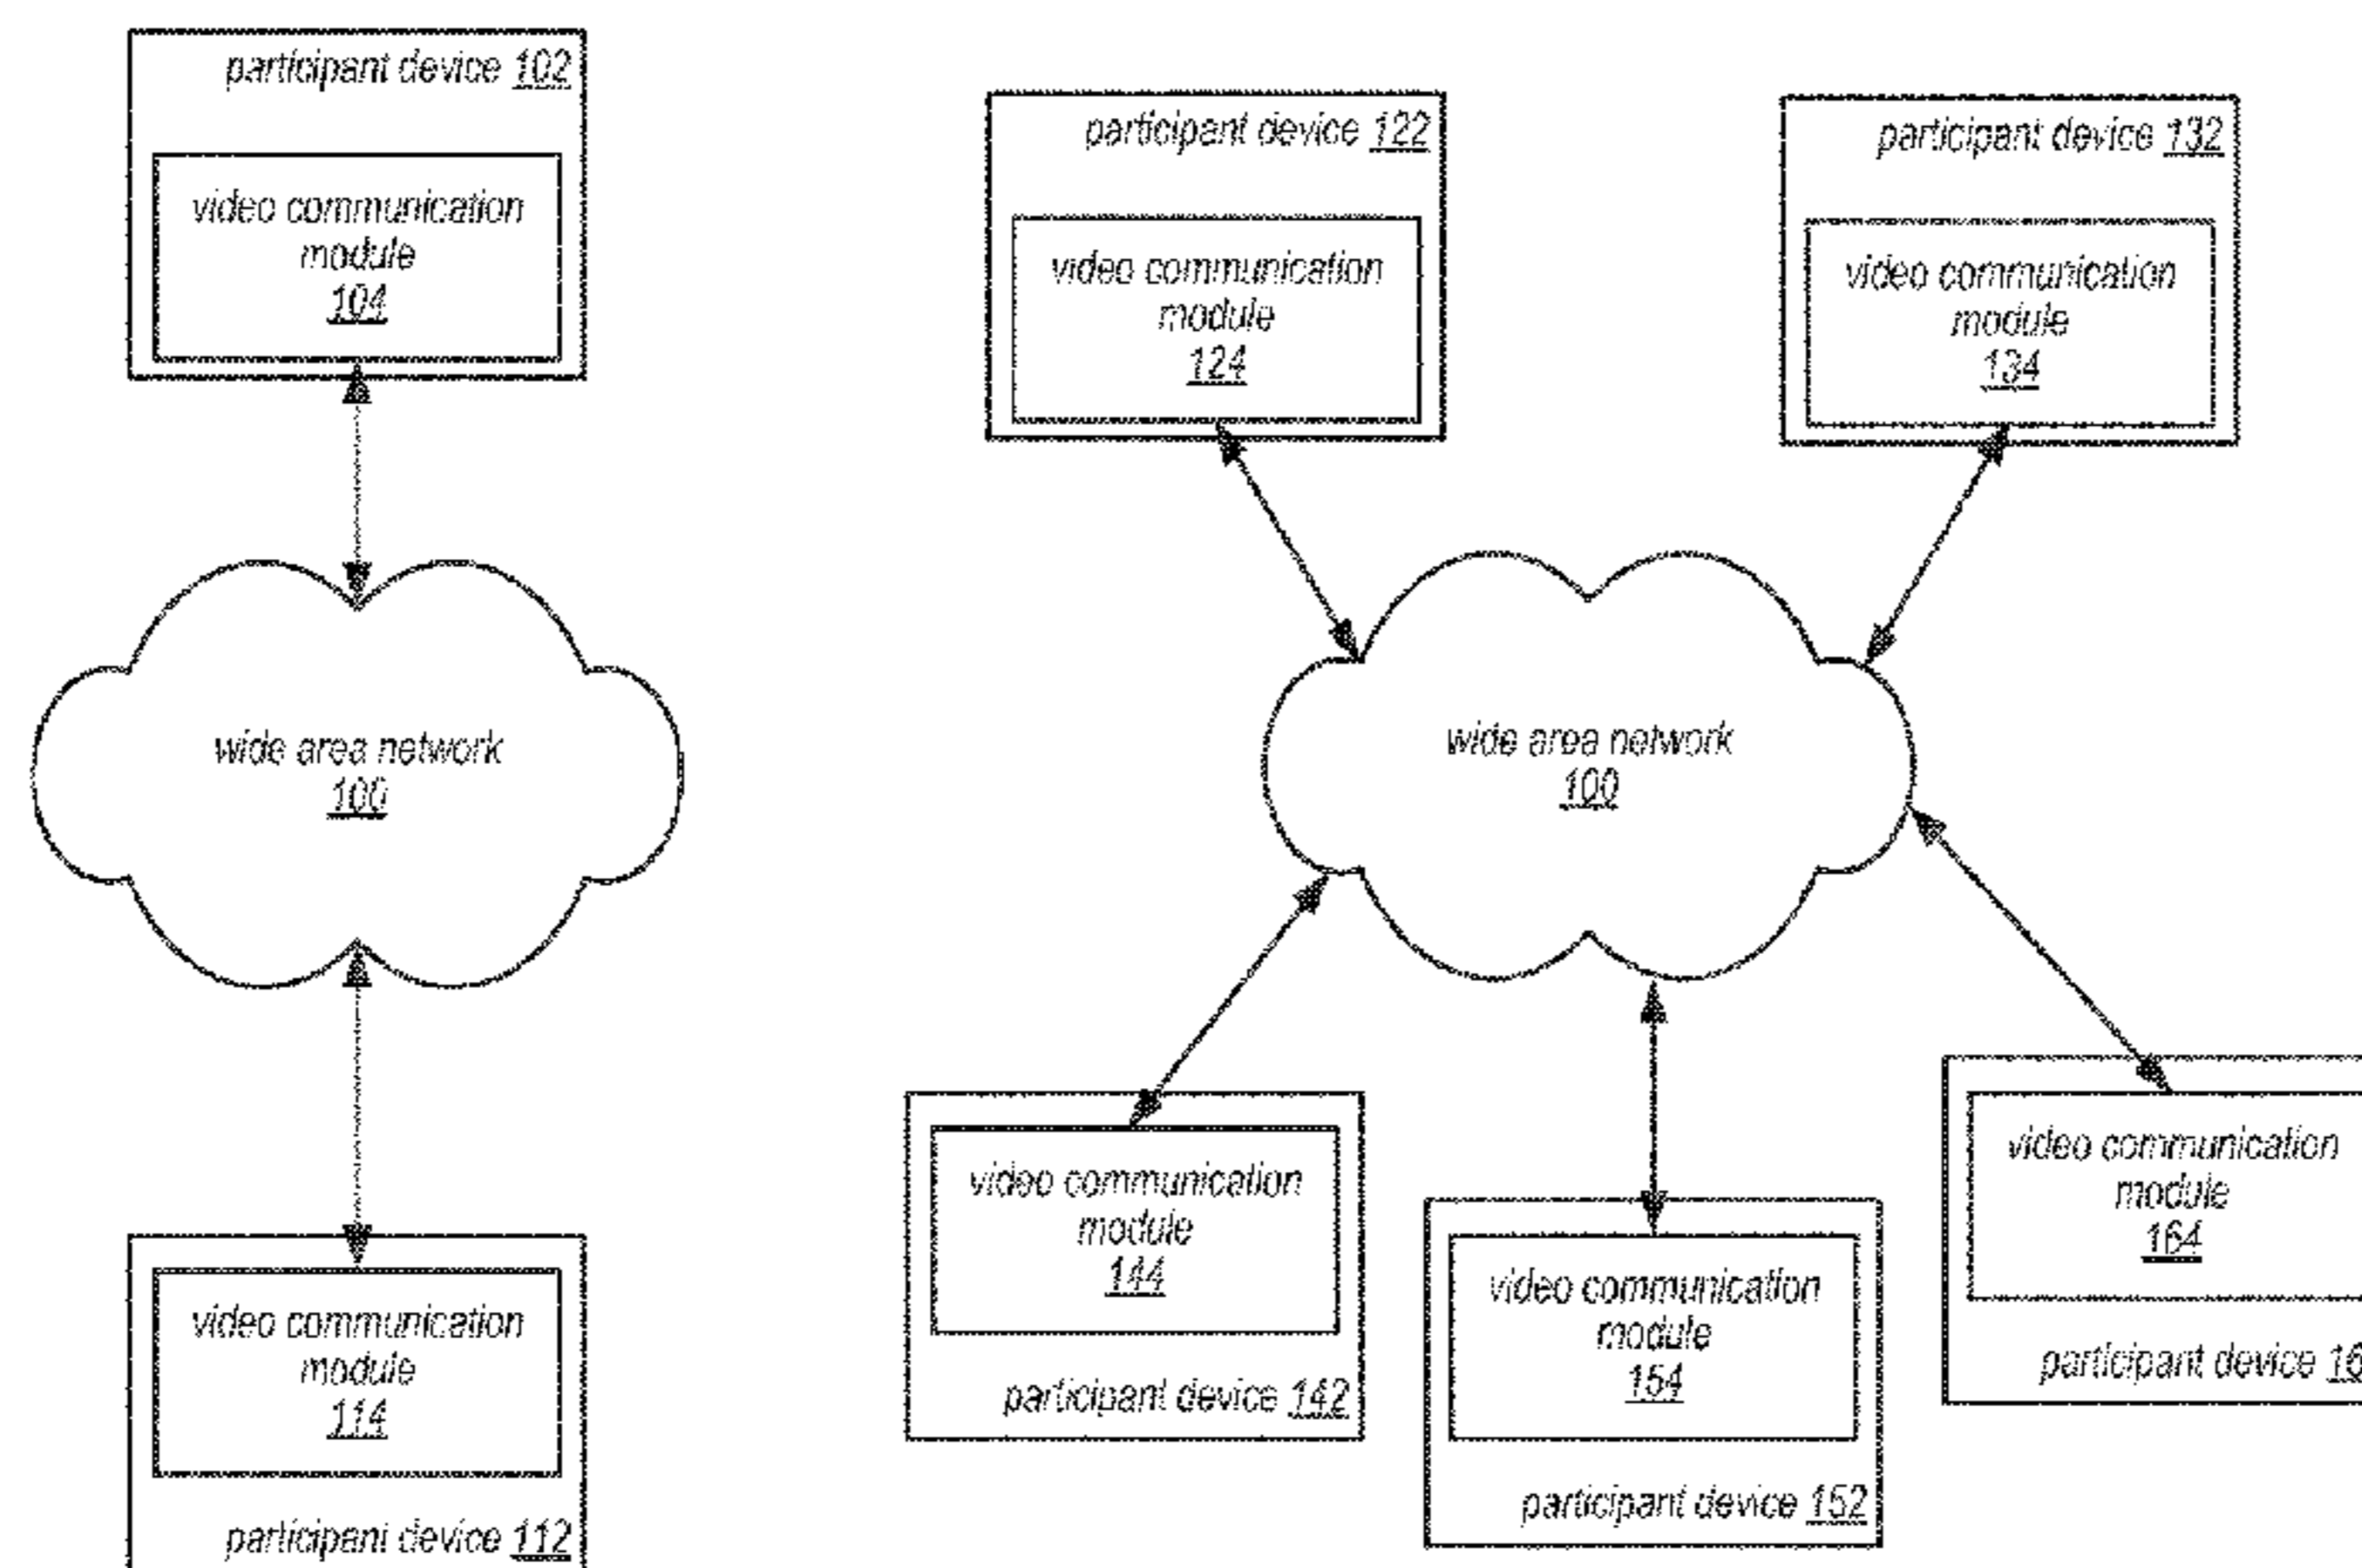 participant device 102
video communication
module
104
wide area network
100
video communication
module
114
participant device 112
participant device 122
video communication
module
124
participant device 132
video communication
module
134
wide area network
100
video communication
module
144
participant device 142
video communication
module
154
participant device 152
video communication
module
164
participant device 16